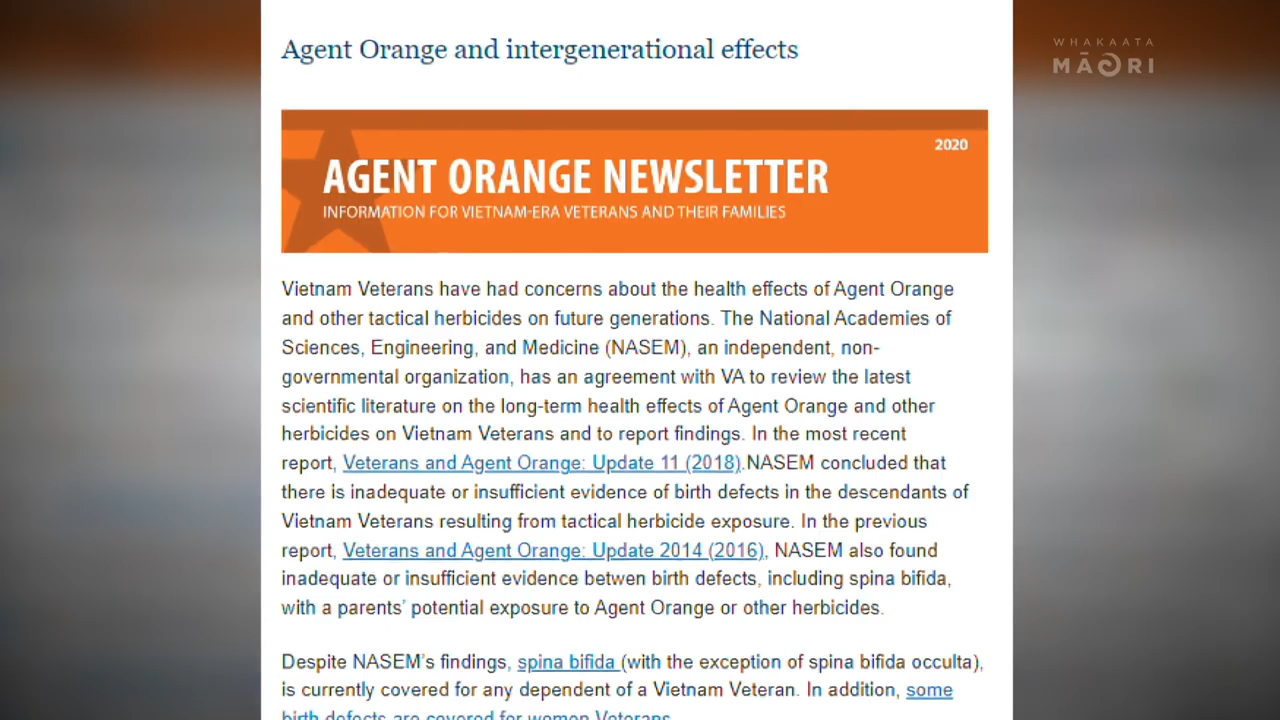 Agent Orange and intergenerational effects
WHAKAATA
MĀORI
2020
AGENT ORANGE NEWSLETTER
INFORMATION FOR VIETNAM-ERA VETERANS AND THEIR FAMILIES
Vietnam Veterans have had concerns about the health effects of Agent Orange
and other tactical herbicides on future generations. The National Academies of
Sciences, Engineering, and Medicine (NASEM), an independent, non-
governmental organization, has an agreement with VA to review the latest
scientific literature on the long-term health effects of Agent Orange and other
herbicides on Vietnam Veterans and to report findings. In the most recent
report, Veterans and Agent Orange: Update 11 (2018).NASEM concluded that
there is inadequate or insufficient evidence of birth defects in the descendants of
Vietnam Veterans resulting from tactical herbicide exposure. In the previous
report, Veterans and Agent Orange: Update 2014 (2016), NASEM also found
inadequate or insufficient evidence betwen birth defects, including spina bifida,
with a parents' potential exposure to Agent Orange or other herbicides.
Despite NASEM's findings, spina bifida (with the exception of spina bifida occulta),
is currently covered for any dependent of a Vietnam Veteran. In addition, some
birth defects are covered for women Veterans.